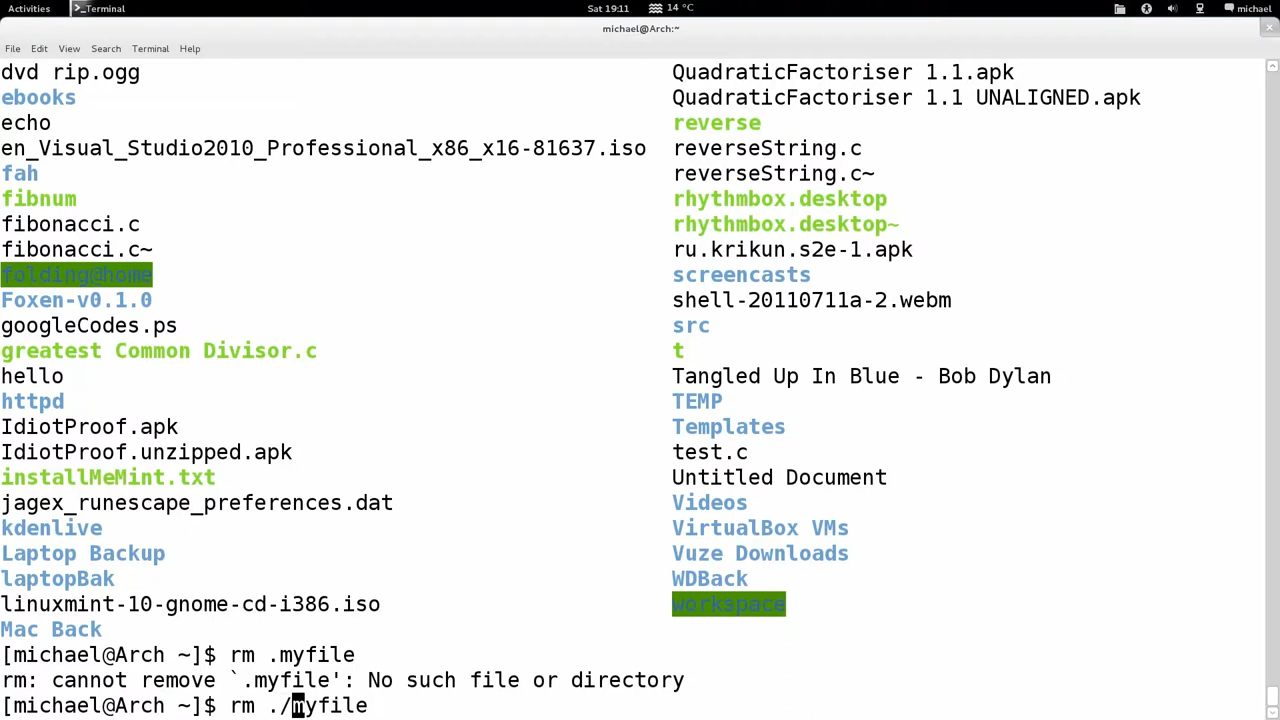 Activities
Terminal
Sat 19:11
14 °C
michael
michael@Arch:~
File Edit View Search Terminal Help
dvd rip.ogg
ebooks
echo
en_Visual_Studio2010_Professional_x86_x16-81637.iso
fah
fibnum
fibonacci.c
fibonacci.c~
folding@home
Foxen-v0.1.0
googleCodes.ps
greatest Common Divisor.c
hello
httpd
IdiotProof.apk
IdiotProof.unzipped.apk
installMeMint.txt
jagex_runescape_preferences.dat
kdenlive
Laptop Backup
laptopBak
linuxmint-10-gnome-cd-i386.iso
Mac Back
QuadraticFactoriser 1.1.apk
QuadraticFactoriser 1.1 UNALIGNED.apk
reverse
reverseString.c
reverseString.c~
rhythmbox.desktop
rhythmbox.desktop~
ru.krikun.s2e-1.apk
screencasts
shell-20110711a-2.webm
src
t
Tangled Up In Blue - Bob Dylan
TEMP
Templates
test.c
Untitled Document
Videos
VirtualBox VMs
Vuze Downloads
WDBack
workspace
[michael@Arch ~]$ rm .myfile
rm: cannot remove `.myfile': No such file or directory
[michael@Arch ~]$ rm ./myfile